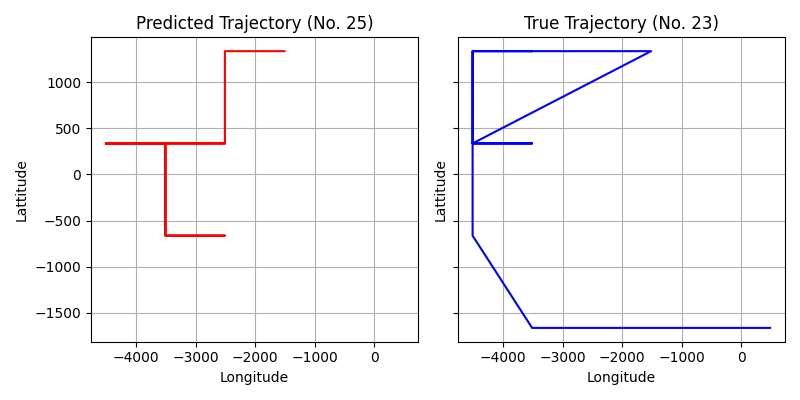 Predicted Trajectory (No. 25)
True Trajectory (No. 23)
Lattitude
1000
500
0
−500
−1000
−1500
−4000 −3000 −2000 −1000 0
Longitude
Lattitude
−4000 −3000 −2000 −1000 0
Longitude